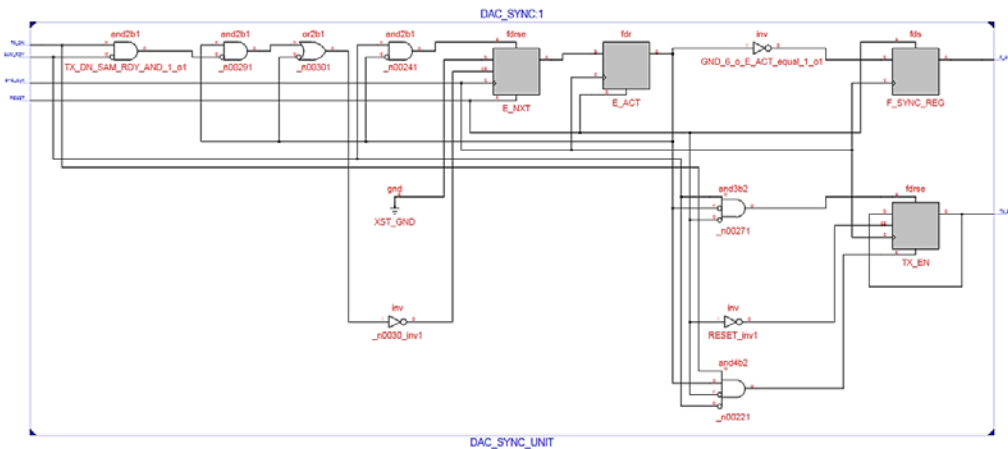 DAC_SYNC:1
and2b1
and2b1
or2b1
and2b1
fdrse
fdr
inv
fds
TX_DN_SAM_RDY_AND_1_o1
_n00291
_n00301
_n00241
E_NXT
E_ACT
GND_6_o_E_ACT_equal_1_o1
F_SYNC_REG
RESET
gnd
XST_GND
and3b2
fdrse
_n00271
TX_EN
inv
inv
_n0030_inv1
RESET_inv1
and4b2
_n00221
DAC_SYNC_UNIT